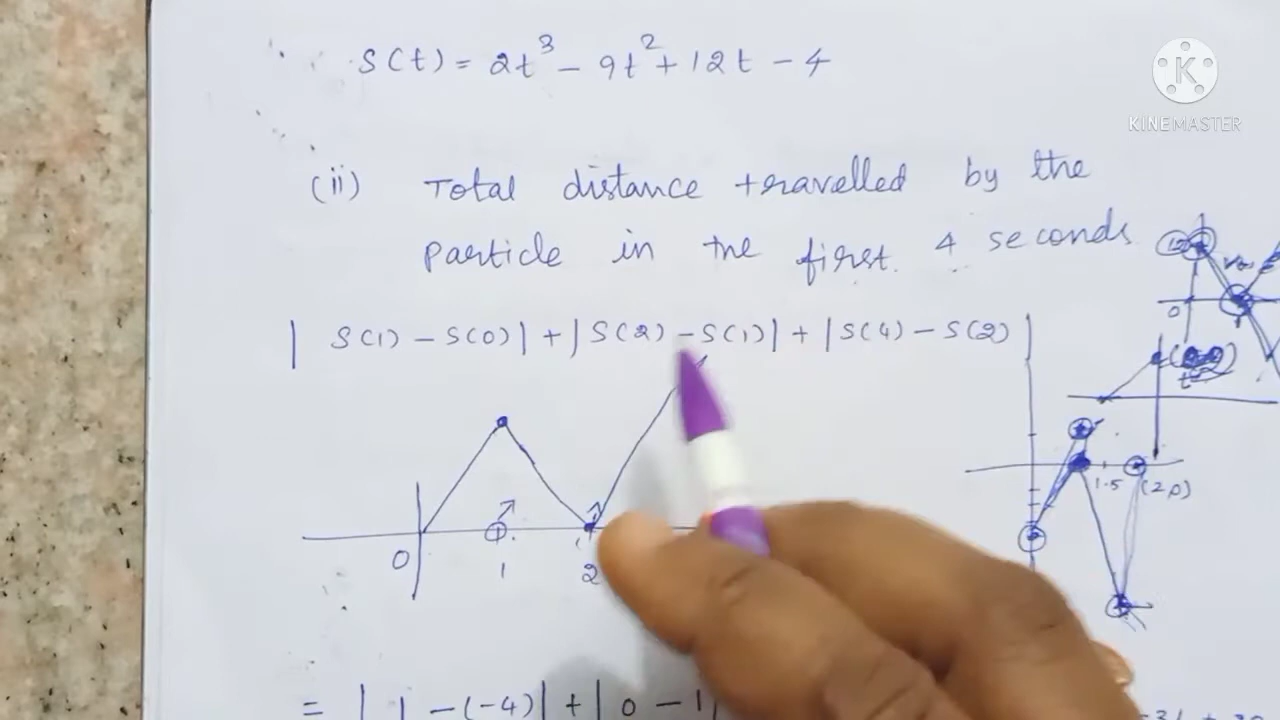 S(t) = 2t³ - 9t² + 12t - 4
K
KINEMASTER
(ii) Total distance travelled by the
particle in the first. 4 seconds
| S(1) - S(0) | + | S(2) - S(1) | + | S(4) - S(2) |
0
0
1.5
(2,0)
1
2
= | 1 - (-4) | + | 0 - 1 |